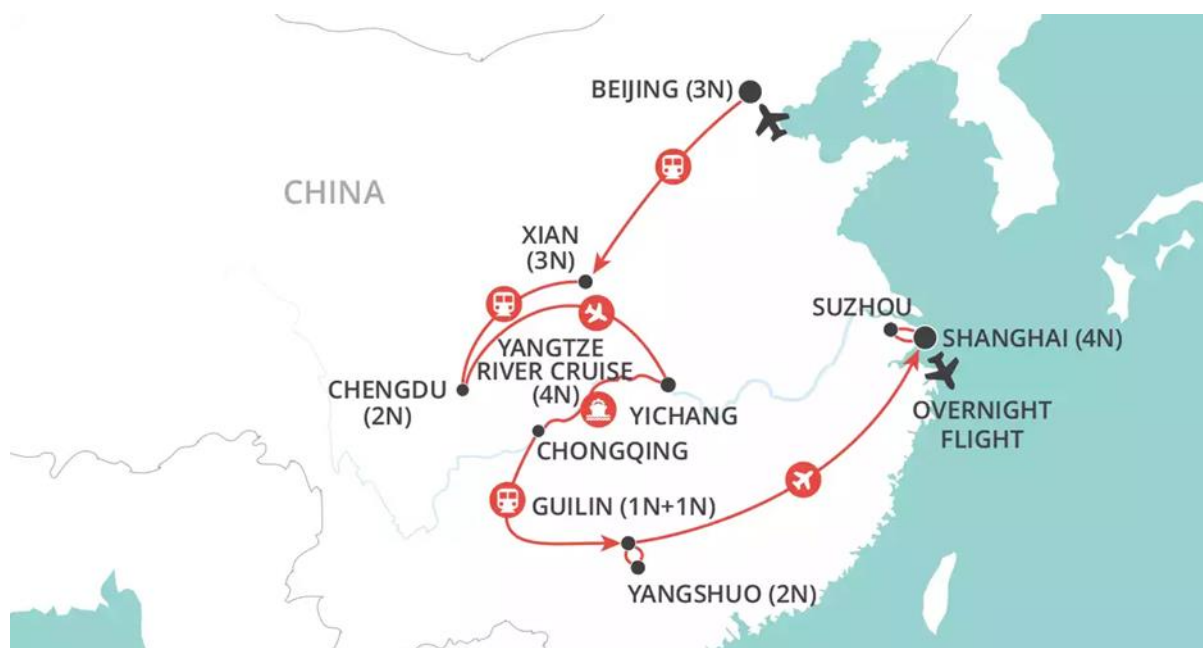 BEIJING (3N)
CHINA
XIAN
(3N)
SUZHOU
SHANGHAI (4N)
YANGTZE
RIVER CRUISE
(4N)
CHENGDU
(2N)
YICHANG
OVERNIGHT
FLIGHT
CHONGQING
GUILIN (1N+1N)
YANGSHUO (2N)